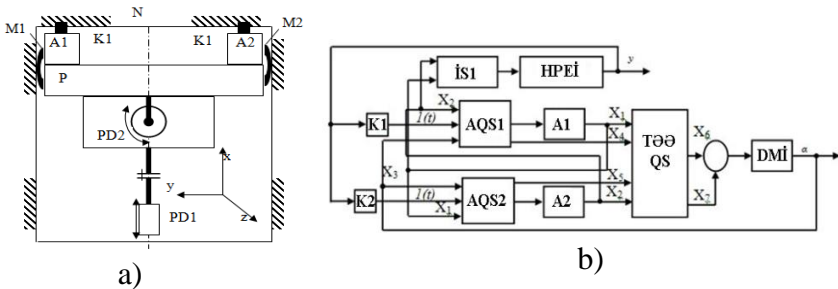 N
M1
M2
A1
K1
K1
A2
P
PD2
x
y
z
PD1
a)
y
İS1
HPEİ
X2
K1
1(t)
AQS1
A1
X1
X4
TƏƏ
QS
X6
DMİ
α
X3
X5
K2
1(t)
X1
AQS2
A2
X2
X2
b)